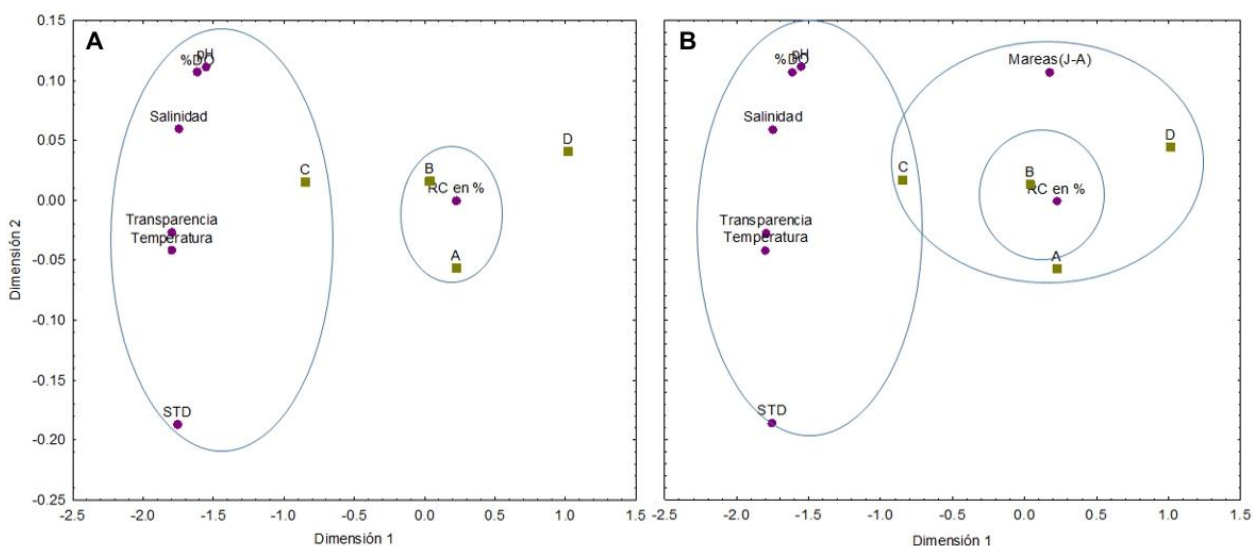 A
pH
%DO
Salinidad
D
C
B
RC en %
Transparencia
Temperatura
A
STD
0.15
0.10
0.05
0.00
-0.05
-0.10
-0.15
-0.20
-0.25
Dimensión 2
-2.5 -2.0 -1.5 -1.0 -0.5 0.0 0.5 1.0 1.5
Dimensión 1
B
pH
%DO
Mareas(J-A)
Salinidad
D
C
B
RC en %
Transparencia
Temperatura
A
STD
-2.5 -2.0 -1.5 -1.0 -0.5 0.0 0.5 1.0 1.5
Dimensión 1